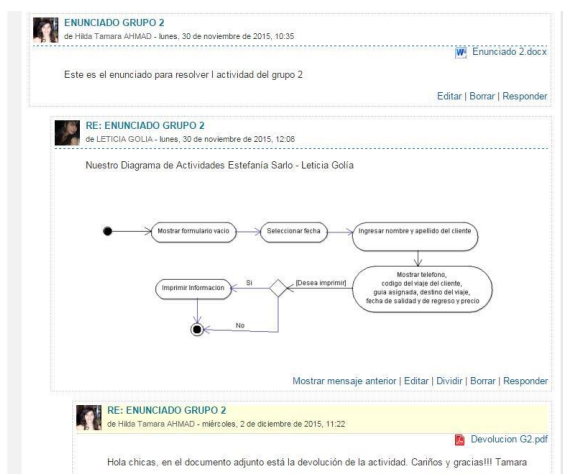 ENUNCIADO GRUPO 2
de Hilda Tamara AHMAD - lunes, 30 de noviembre de 2015, 10:35
Enunciado 2.docx
Este es el enunciado para resolver l actividad del grupo 2
Editar | Borrar | Responder
RE: ENUNCIADO GRUPO 2
de LETICIA GOLIA - lunes, 30 de noviembre de 2015, 12:08
Nuestro Diagrama de Actividades Estefanía Sarlo - Leticia Golía
Mostrar formulario vacio
Seleccionar fecha
Ingresar nombre y apellido del cliente
Mostrar telefono,
codigo del viaje del cliente,
guia asignada, destino del viaje,
fecha de salidad y de regreso y precio
[Desea imprimir]
Si
Imprimir Informacion
No
Mostrar mensaje anterior | Editar | Dividir | Borrar | Responder
RE: ENUNCIADO GRUPO 2
de Hilda Tamara AHMAD - miércoles, 2 de diciembre de 2015, 11:22
Devolucion G2.pdf
Hola chicas, en el documento adjunto está la devolución de la actividad. Cariños y gracias!!! Tamara